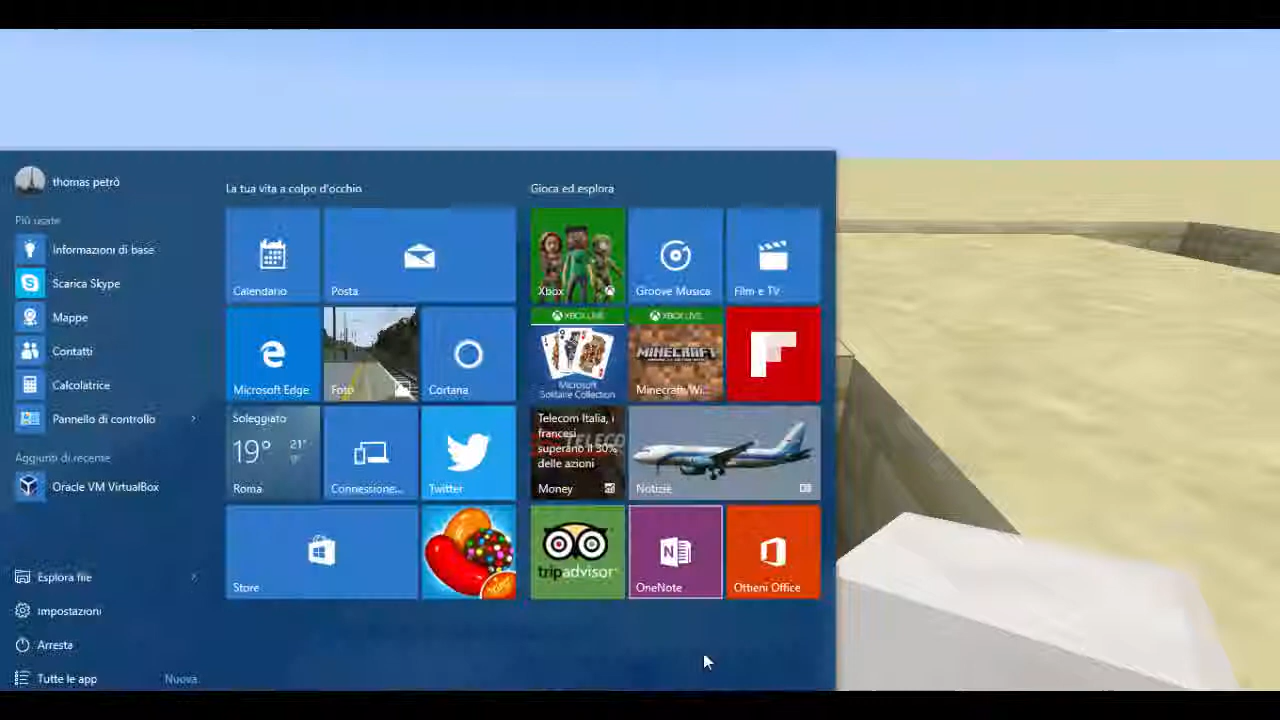 thomas petrò
Più usate
Informazioni di base
Scarica Skype
Mappe
Contatti
Calcolatrice
Pannello di controllo
Aggiunti di recente
Oracle VM VirtualBox
Esplora file
Impostazioni
Arresta
Tutte le app
Nuova
La tua vita a colpo d'occhio
Calendario
Posta
Microsoft Edge
Foto
Cortana
Soleggiato
19°
21°
Roma
Connessione...
Twitter
Store
Gioca ed esplora
Xbox
Groove Musica
Film e TV
XBOX LIVE
Microsoft
Solitaire Collection
XBOX LIVE
MINECRAFT
Minecraft: Wi...
Telecom Italia, i
francesi
superano il 30%
delle azioni
Money
Notizie
tripadvisor
N
OneNote
Ottieni Office